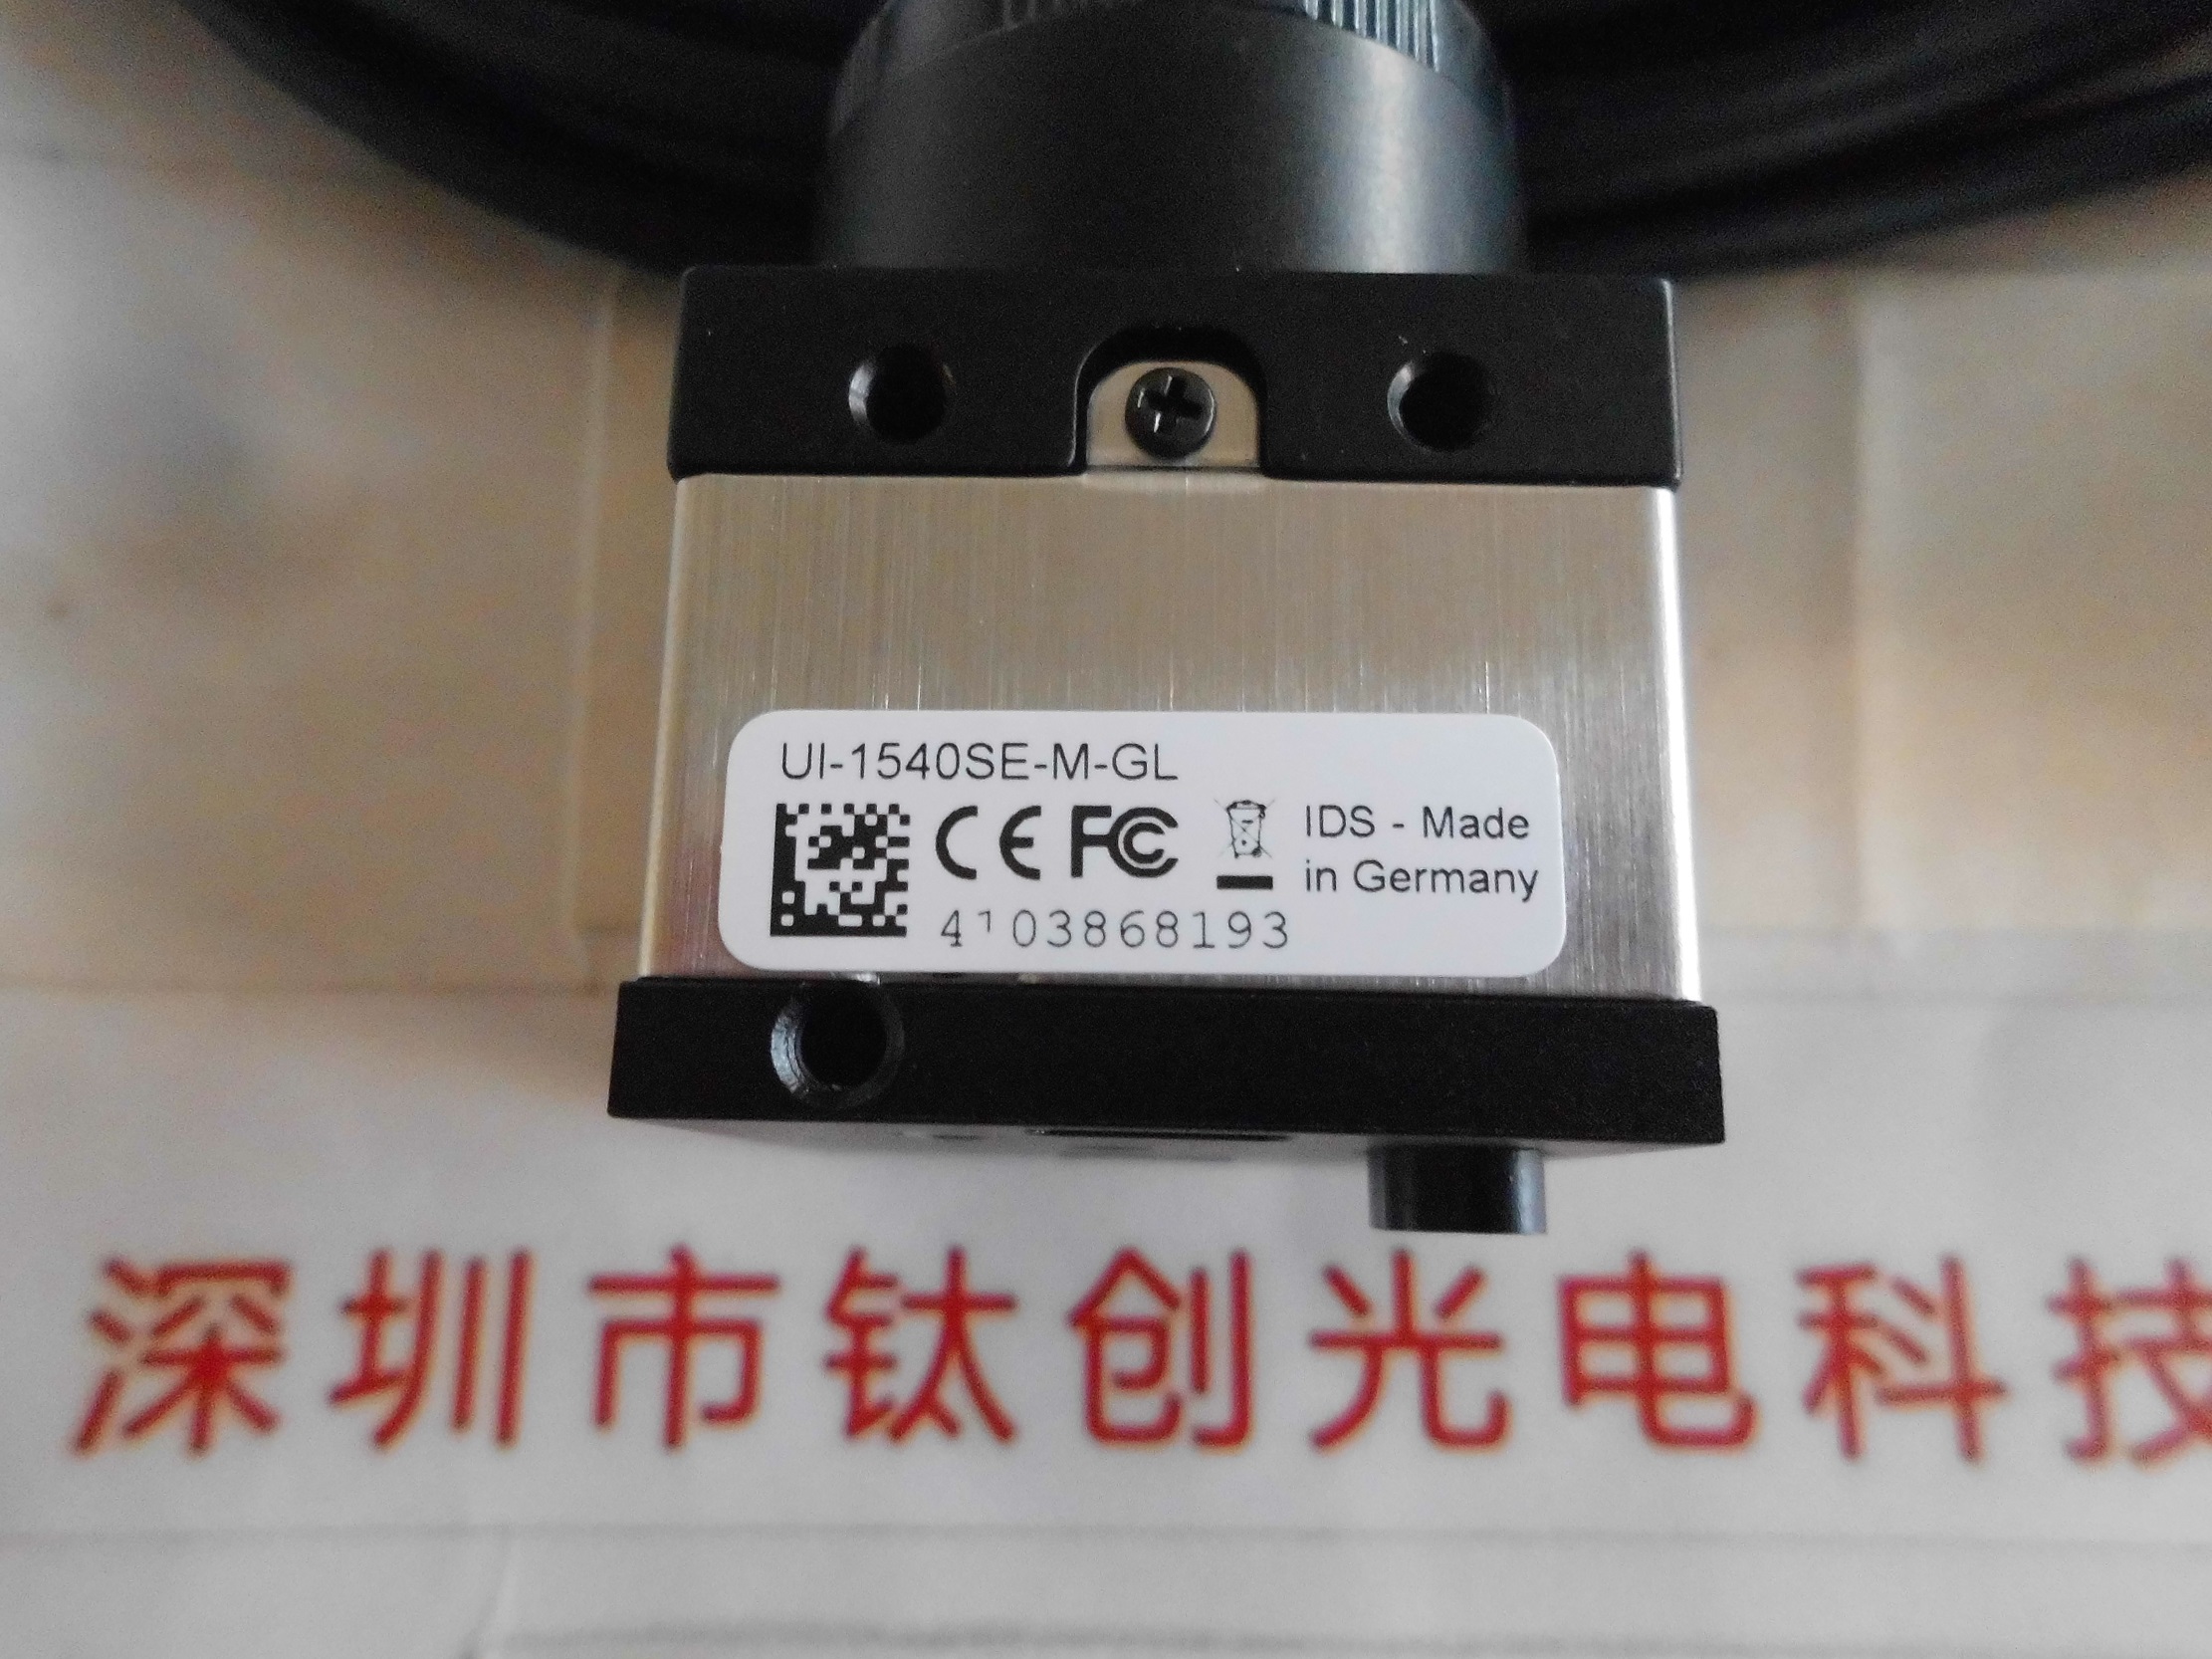 UI-1540SE-M-GL
CE FC IDS - Made
in Germany
4103868193
深圳市钛创光电科技